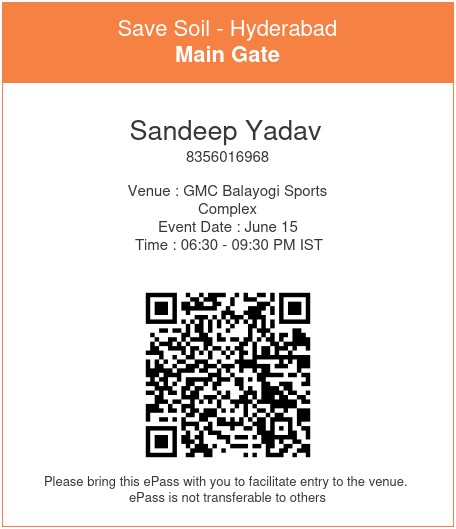 Save Soil - Hyderabad
Main Gate
Sandeep Yadav
8356016968
Venue : GMC Balayogi Sports
Complex
Event Date : June 15
Time : 06:30 - 09:30 PM IST
Please bring this ePass with you to facilitate entry to the venue.
ePass is not transferable to others